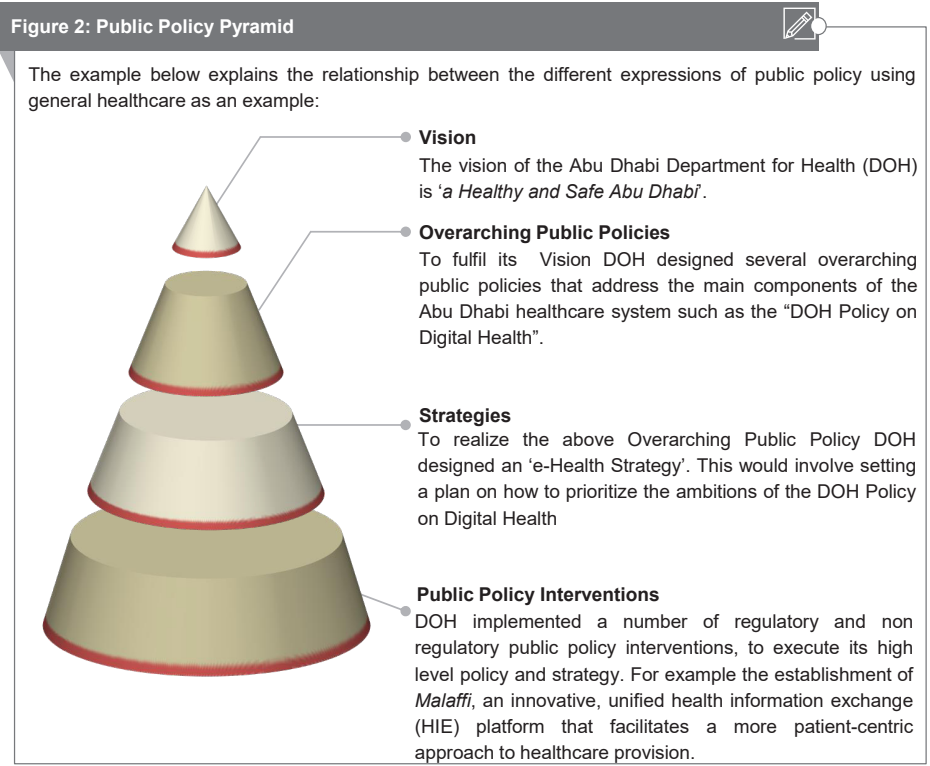 Figure 2: Public Policy Pyramid
The example below explains the relationship between the different expressions of public policy using
general healthcare as an example:
Vision
The vision of the Abu Dhabi Department for Health (DOH)
is ‘a Healthy and Safe Abu Dhabi’.
Overarching Public Policies
To fulfil its Vision DOH designed several overarching
public policies that address the main components of the
Abu Dhabi healthcare system such as the “DOH Policy on
Digital Health”.
Strategies
To realize the above Overarching Public Policy DOH
designed an ‘e-Health Strategy’. This would involve setting
a plan on how to prioritize the ambitions of the DOH Policy
on Digital Health
Public Policy Interventions
DOH implemented a number of regulatory and non
regulatory public policy interventions, to execute its high
level policy and strategy. For example the establishment of
Malaffi, an innovative, unified health information exchange
(HIE) platform that facilitates a more patient-centric
approach to healthcare provision.